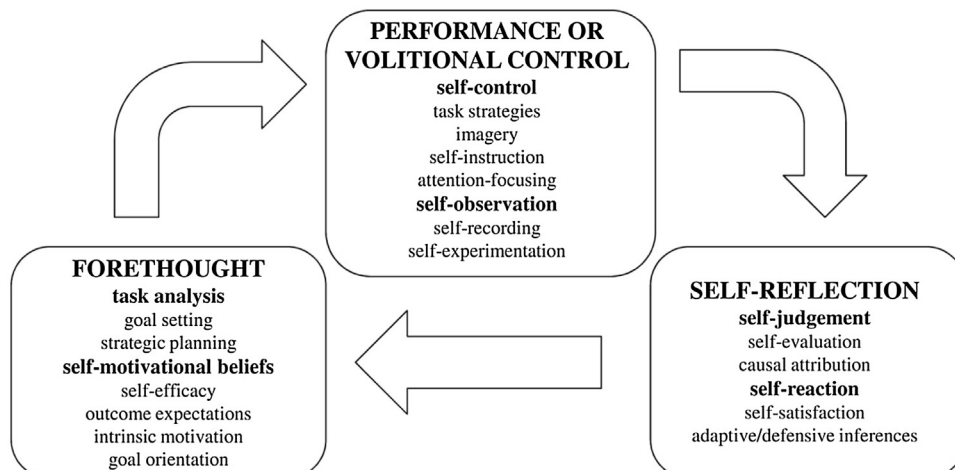 PERFORMANCE OR
VOLITIONAL CONTROL
self-control
task strategies
imagery
self-instruction
attention-focusing
self-observation
self-recording
self-experimentation
FORETHOUGHT
task analysis
goal setting
strategic planning
self-motivational beliefs
self-efficacy
outcome expectations
intrinsic motivation
goal orientation
SELF-REFLECTION
self-judgement
self-evaluation
causal attribution
self-reaction
self-satisfaction
adaptive/defensive inferences